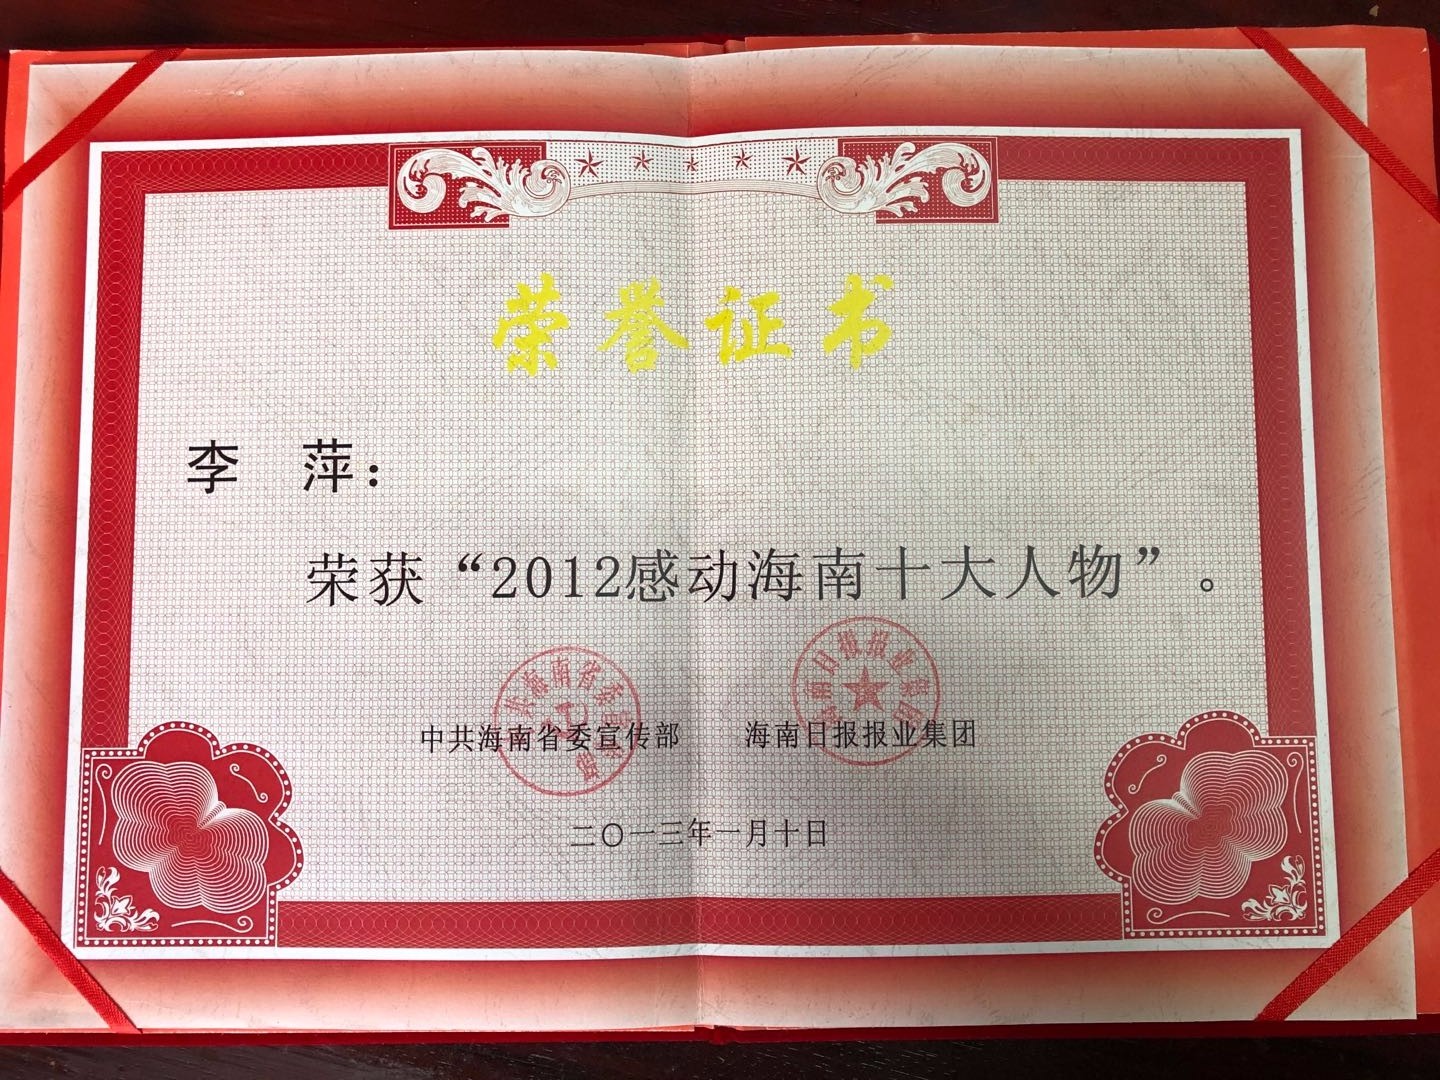 荣誉证书
李 萍：
荣获“2012感动海南十大人物”。
中共海南省委宣传部 海南日报报业集团
二〇一三年一月十日